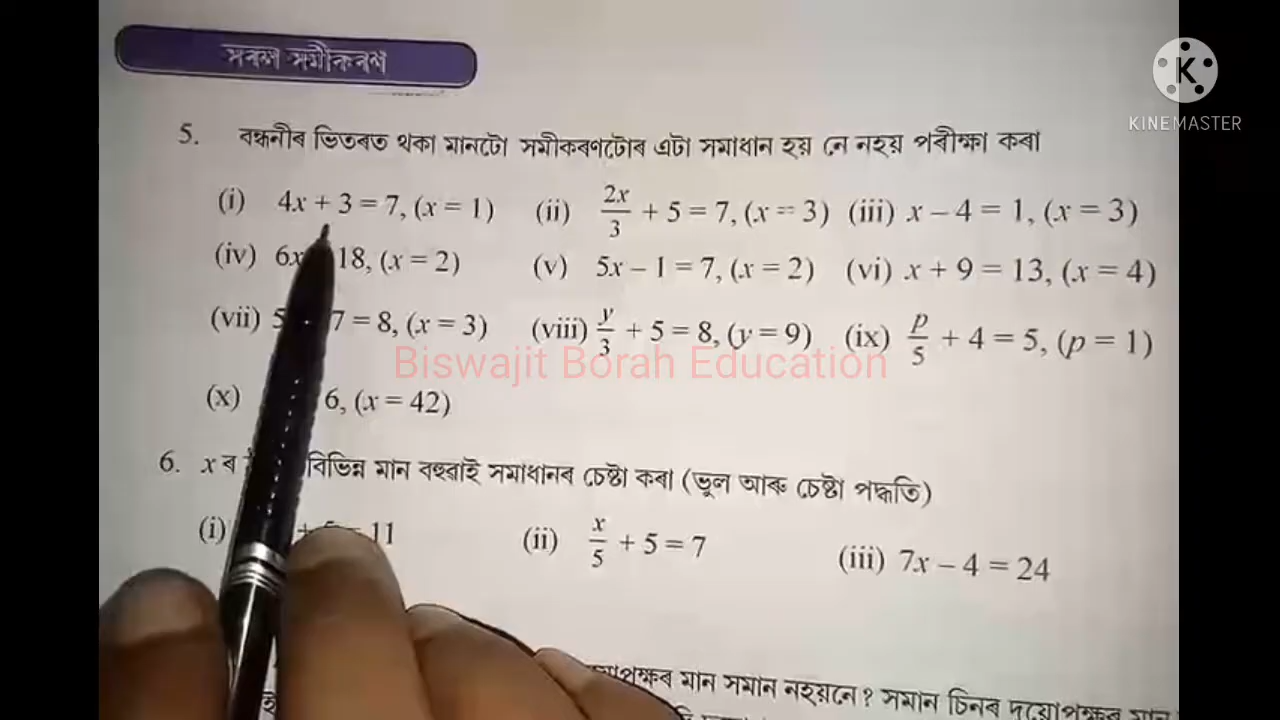 সৰল সমীকৰণ
K
KINEMASTER
5. বন্ধনীৰ ভিতৰত থকা মানটো সমীকৰণটোৰ এটা সমাধান হয় নে নহয় পৰীক্ষা কৰা
(i) 4x + 3 = 7, (x = 1) (ii) 2x/3 + 5 = 7, (x = 3) (iii) x – 4 = 1, (x = 3)
(iv) 6x 18, (x = 2) (v) 5x – 1 = 7, (x = 2) (vi) x + 9 = 13, (x = 4)
(vii) 5 7 = 8, (x = 3) (viii) y/3 + 5 = 8, (y = 9) (ix) p/5 + 4 = 5, (p = 1)
Biswajit Borah Education
(x) 6, (x = 42)
6. x ৰ বিভিন্ন মান বহুৱাই সমাধানৰ চেষ্টা কৰা (ভুল আৰু চেষ্টা পদ্ধতি)
(i) = 11 (ii) x/5 + 5 = 7 (iii) 7x – 4 = 24
মান সমান নহয়নে? সমান চিনৰ